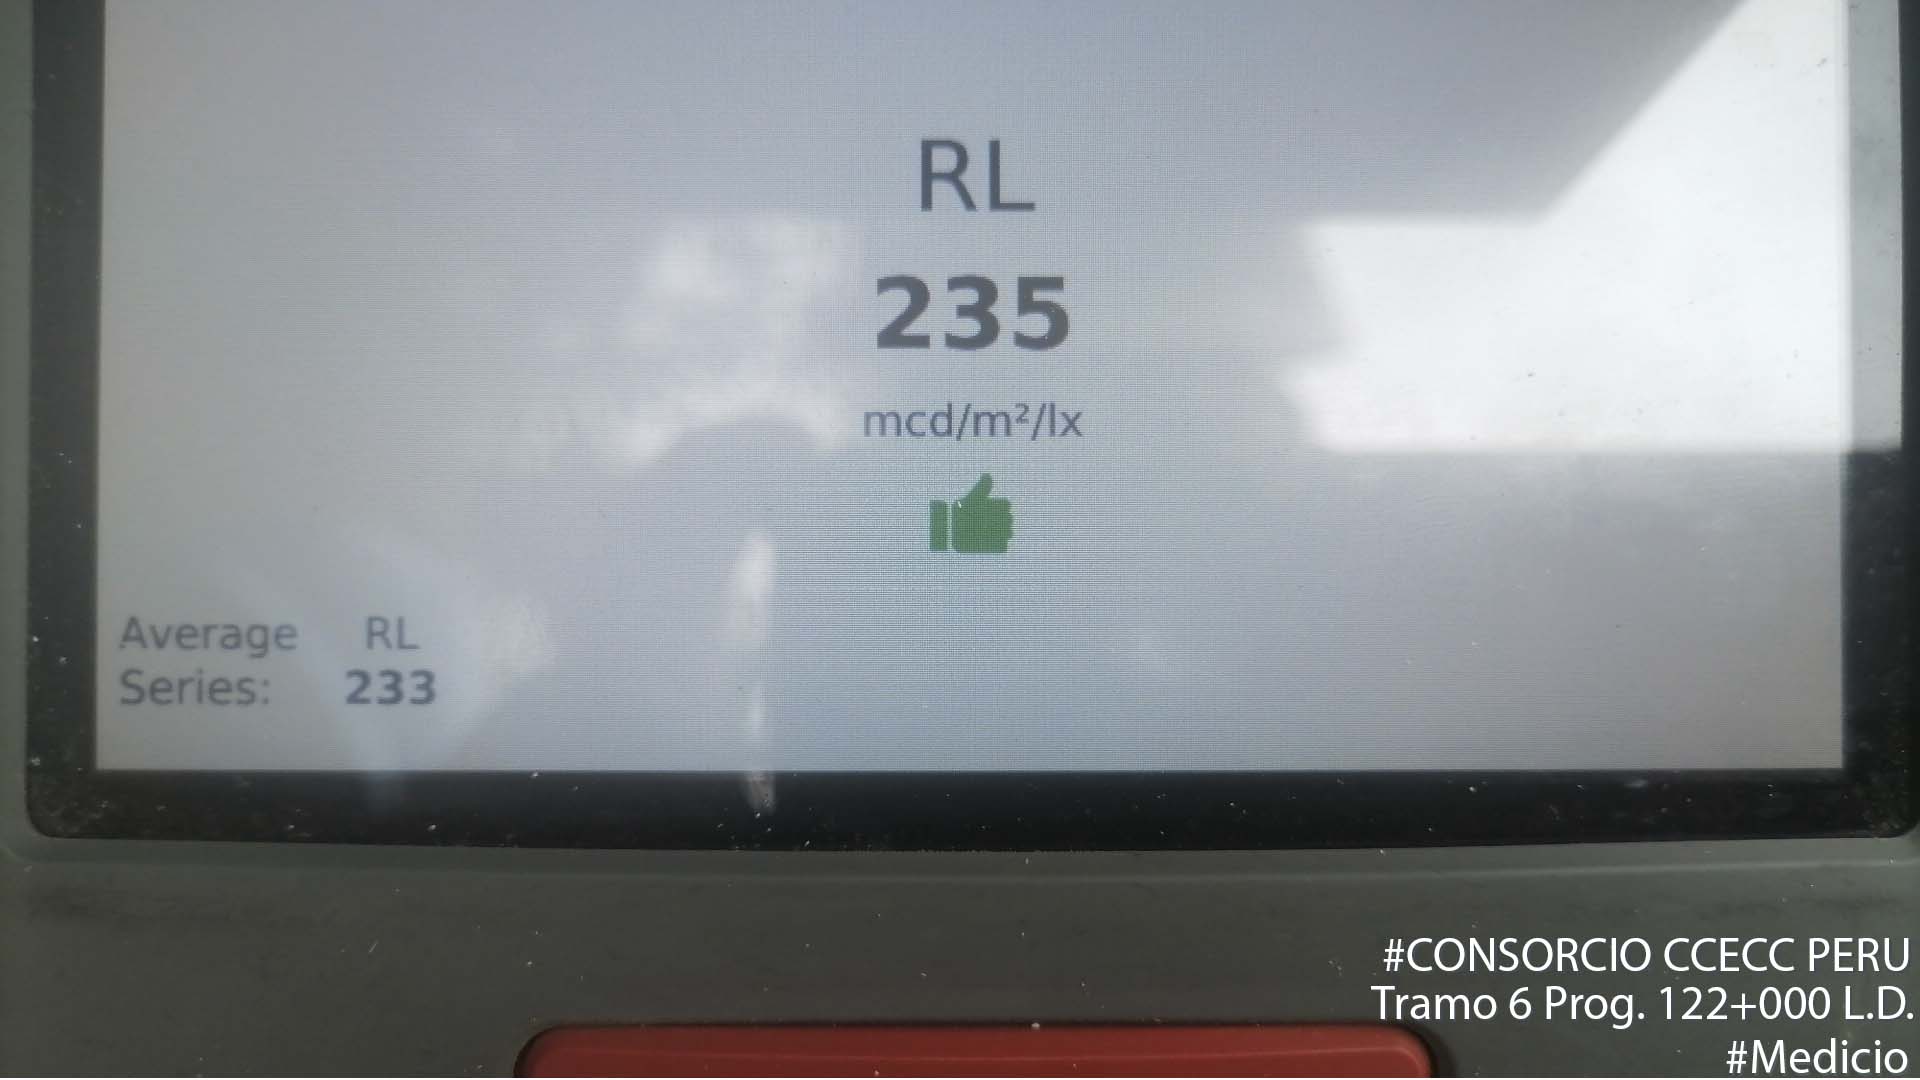 RL
235
mcd/m²/lx
Average RL
Series: 233
#CONSORCIO CCECC PERU
Tramo 6 Prog. 122+000 L.D.
#Medicio